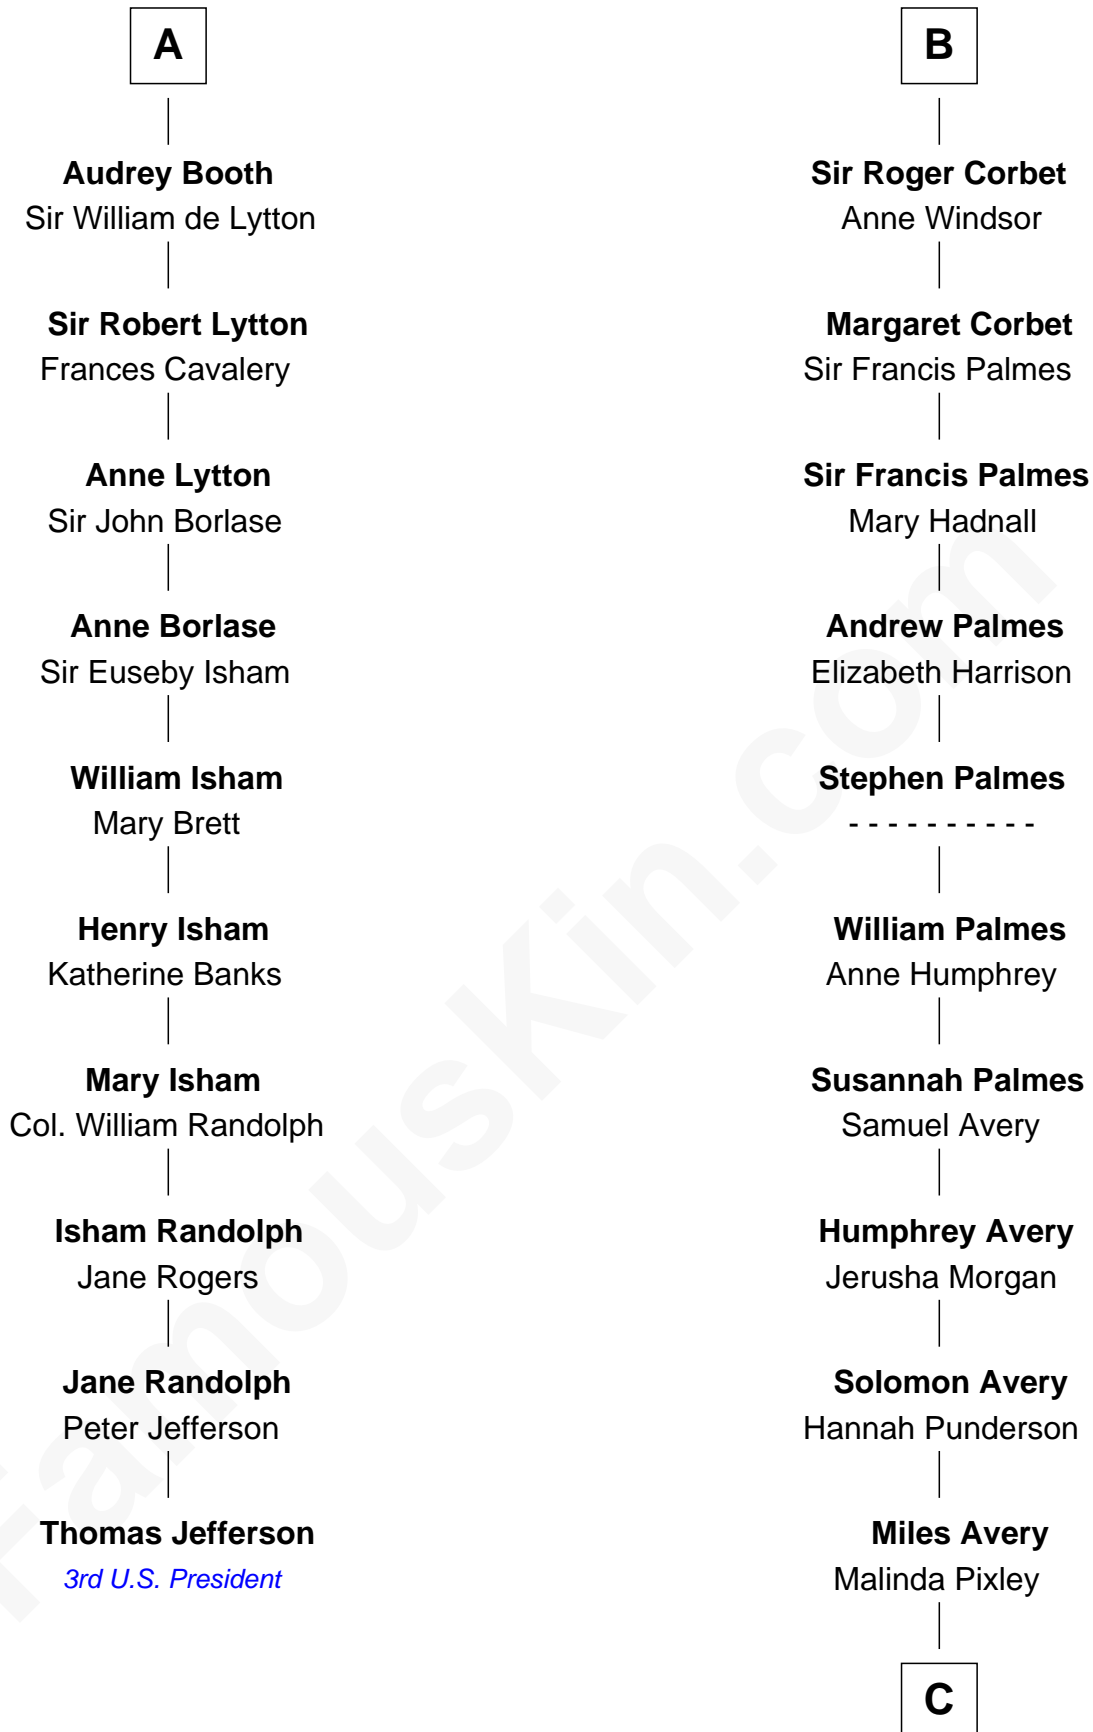 A
Audrey Booth
Sir William de Lytton
Sir Robert Lytton
Frances Cavalery
Anne Lytton
Sir John Borlase
Anne Borlase
Sir Euseby Isham
William Isham
Mary Brett
Henry Isham
Katherine Banks
Mary Isham
Col. William Randolph
Isham Randolph
Jane Rogers
Jane Randolph
Peter Jefferson
Thomas Jefferson
3rd U.S. President
B
Sir Roger Corbet
Anne Windsor
Margaret Corbet
Sir Francis Palmes
Sir Francis Palmes
Mary Hadnall
Andrew Palmes
Elizabeth Harrison
Stephen Palmes
- - - - - - - - - -
William Palmes
Anne Humphrey
Susannah Palmes
Samuel Avery
Humphrey Avery
Jerusha Morgan
Solomon Avery
Hannah Punderson
Miles Avery
Malinda Pixley
C
FamousKin.com